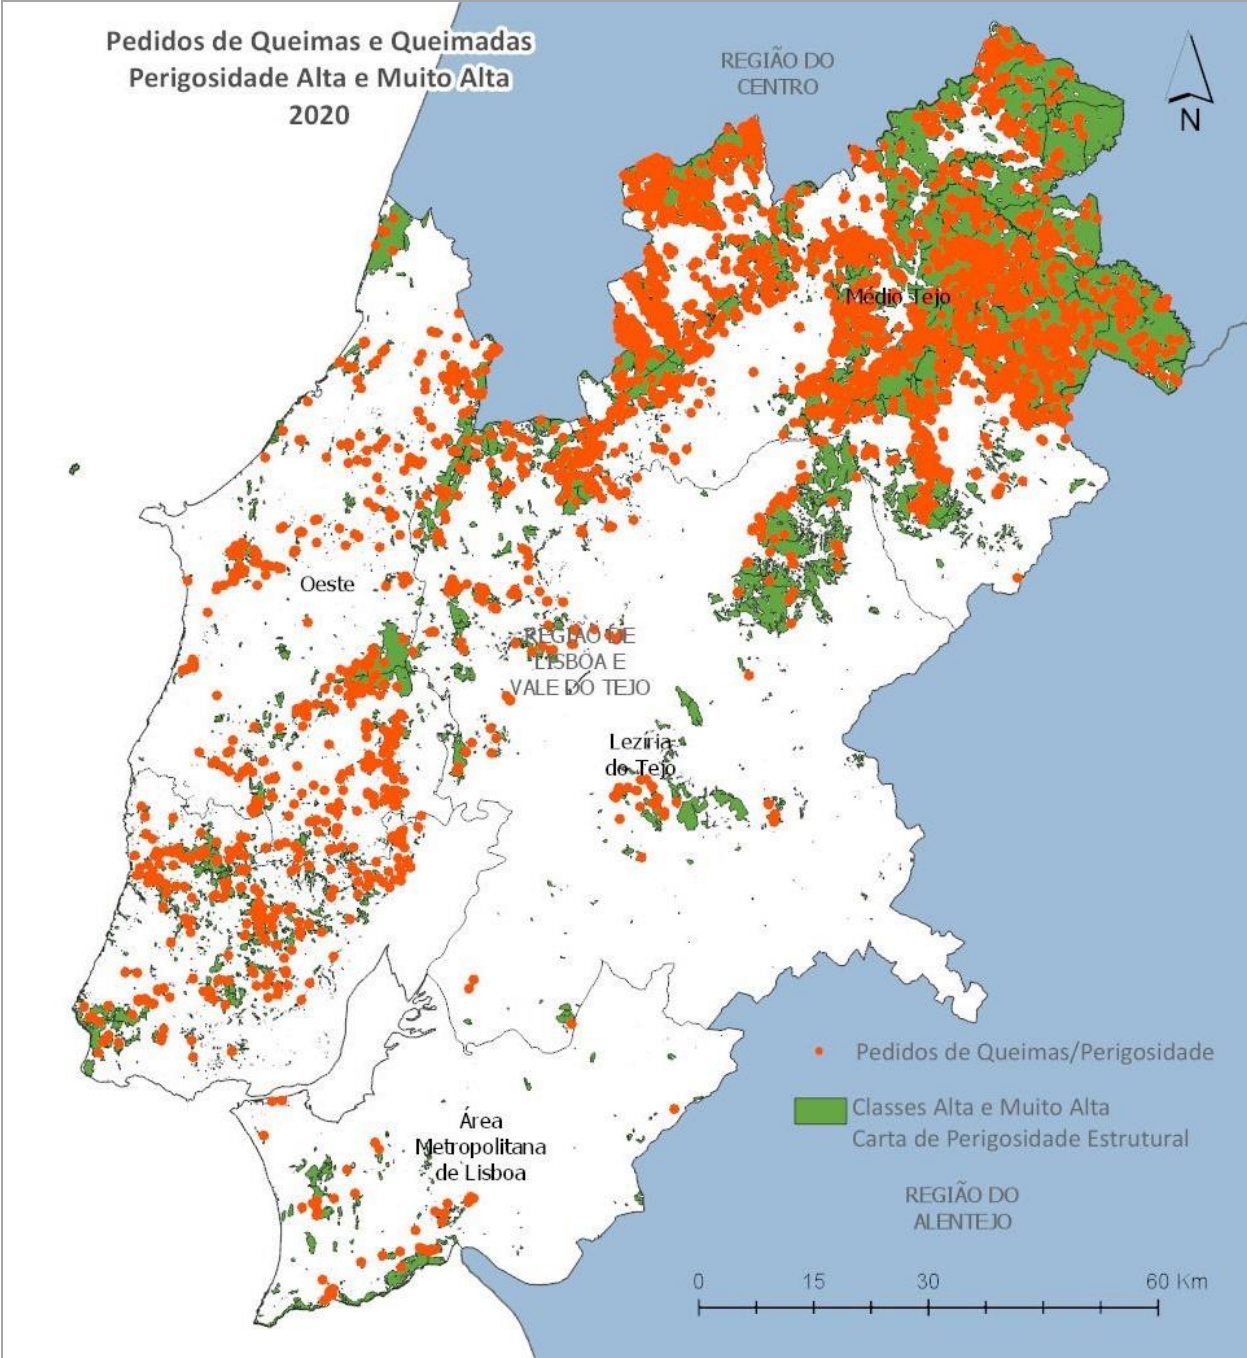 Pedidos de Queimas e Queimadas
Perigosidade Alta e Muito Alta
2020
REGIÃO DO
CENTRO
N
Médio Tejo
Oeste
REGIÃO DE
LISBOA E
VALE DO TEJO
Lezíria
do Tejo
Pedidos de Queimas/Perigosidade
Classes Alta e Muito Alta
Carta de Perigosidade Estrutural
Área
Metropolitana
de Lisboa
REGIÃO DO
ALENTEJO
0 15 30 60 Km